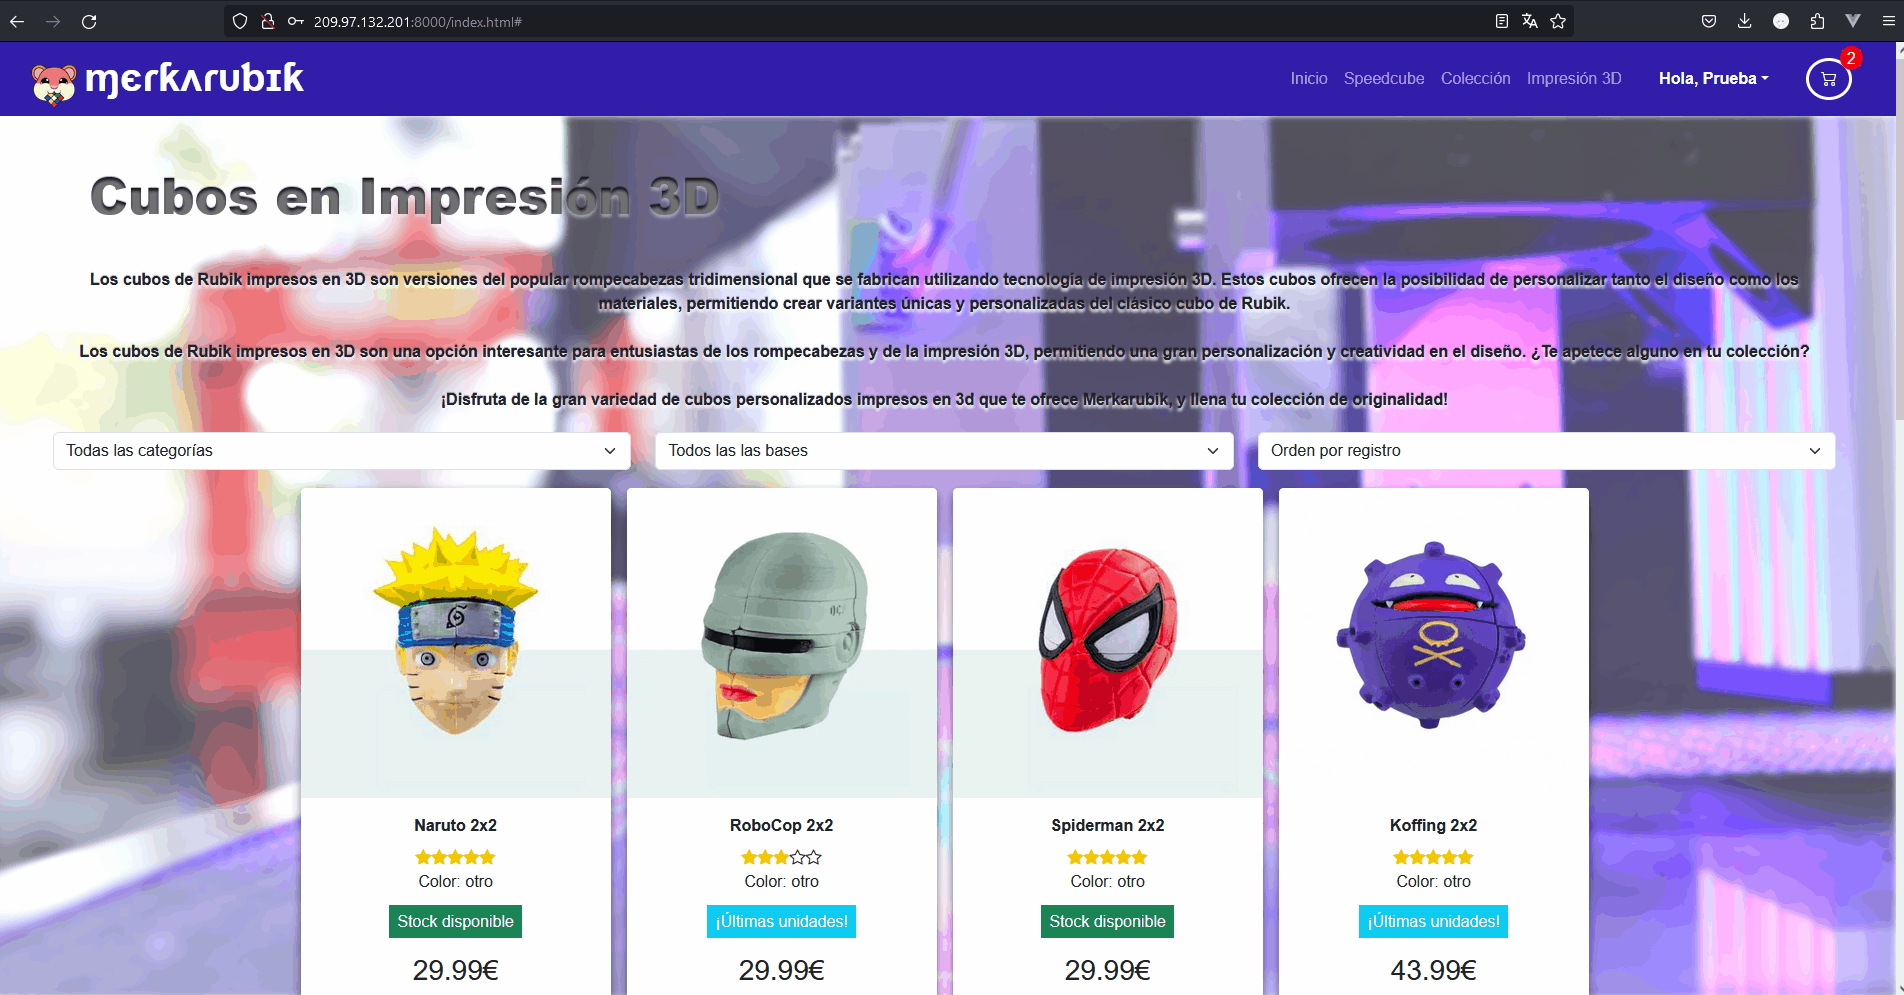 209.97.132.201:8000/index.html#
merkarubik
Inicio Speedcube Colección Impresión 3D Hola, Prueba 2
Cubos en Impresión 3D
Los cubos de Rubik impresos en 3D son versiones del popular rompecabezas tridimensional que se fabrican utilizando tecnología de impresión 3D. Estos cubos ofrecen la posibilidad de personalizar tanto el diseño como los
materiales, permitiendo crear variantes únicas y personalizadas del clásico cubo de Rubik.
Los cubos de Rubik impresos en 3D son una opción interesante para entusiastas de los rompecabezas y de la impresión 3D, permitiendo una gran personalización y creatividad en el diseño. ¿Te apetece alguno en tu colección?
¡Disfruta de la gran variedad de cubos personalizados impresos en 3d que te ofrece Merkarubik, y llena tu colección de originalidad!
Todas las categorías
Todos las las bases
Orden por registro
Naruto 2x2
Color: otro
Stock disponible
29.99€
RoboCop 2x2
Color: otro
¡Últimas unidades!
29.99€
Spiderman 2x2
Color: otro
Stock disponible
29.99€
Koffing 2x2
Color: otro
¡Últimas unidades!
43.99€